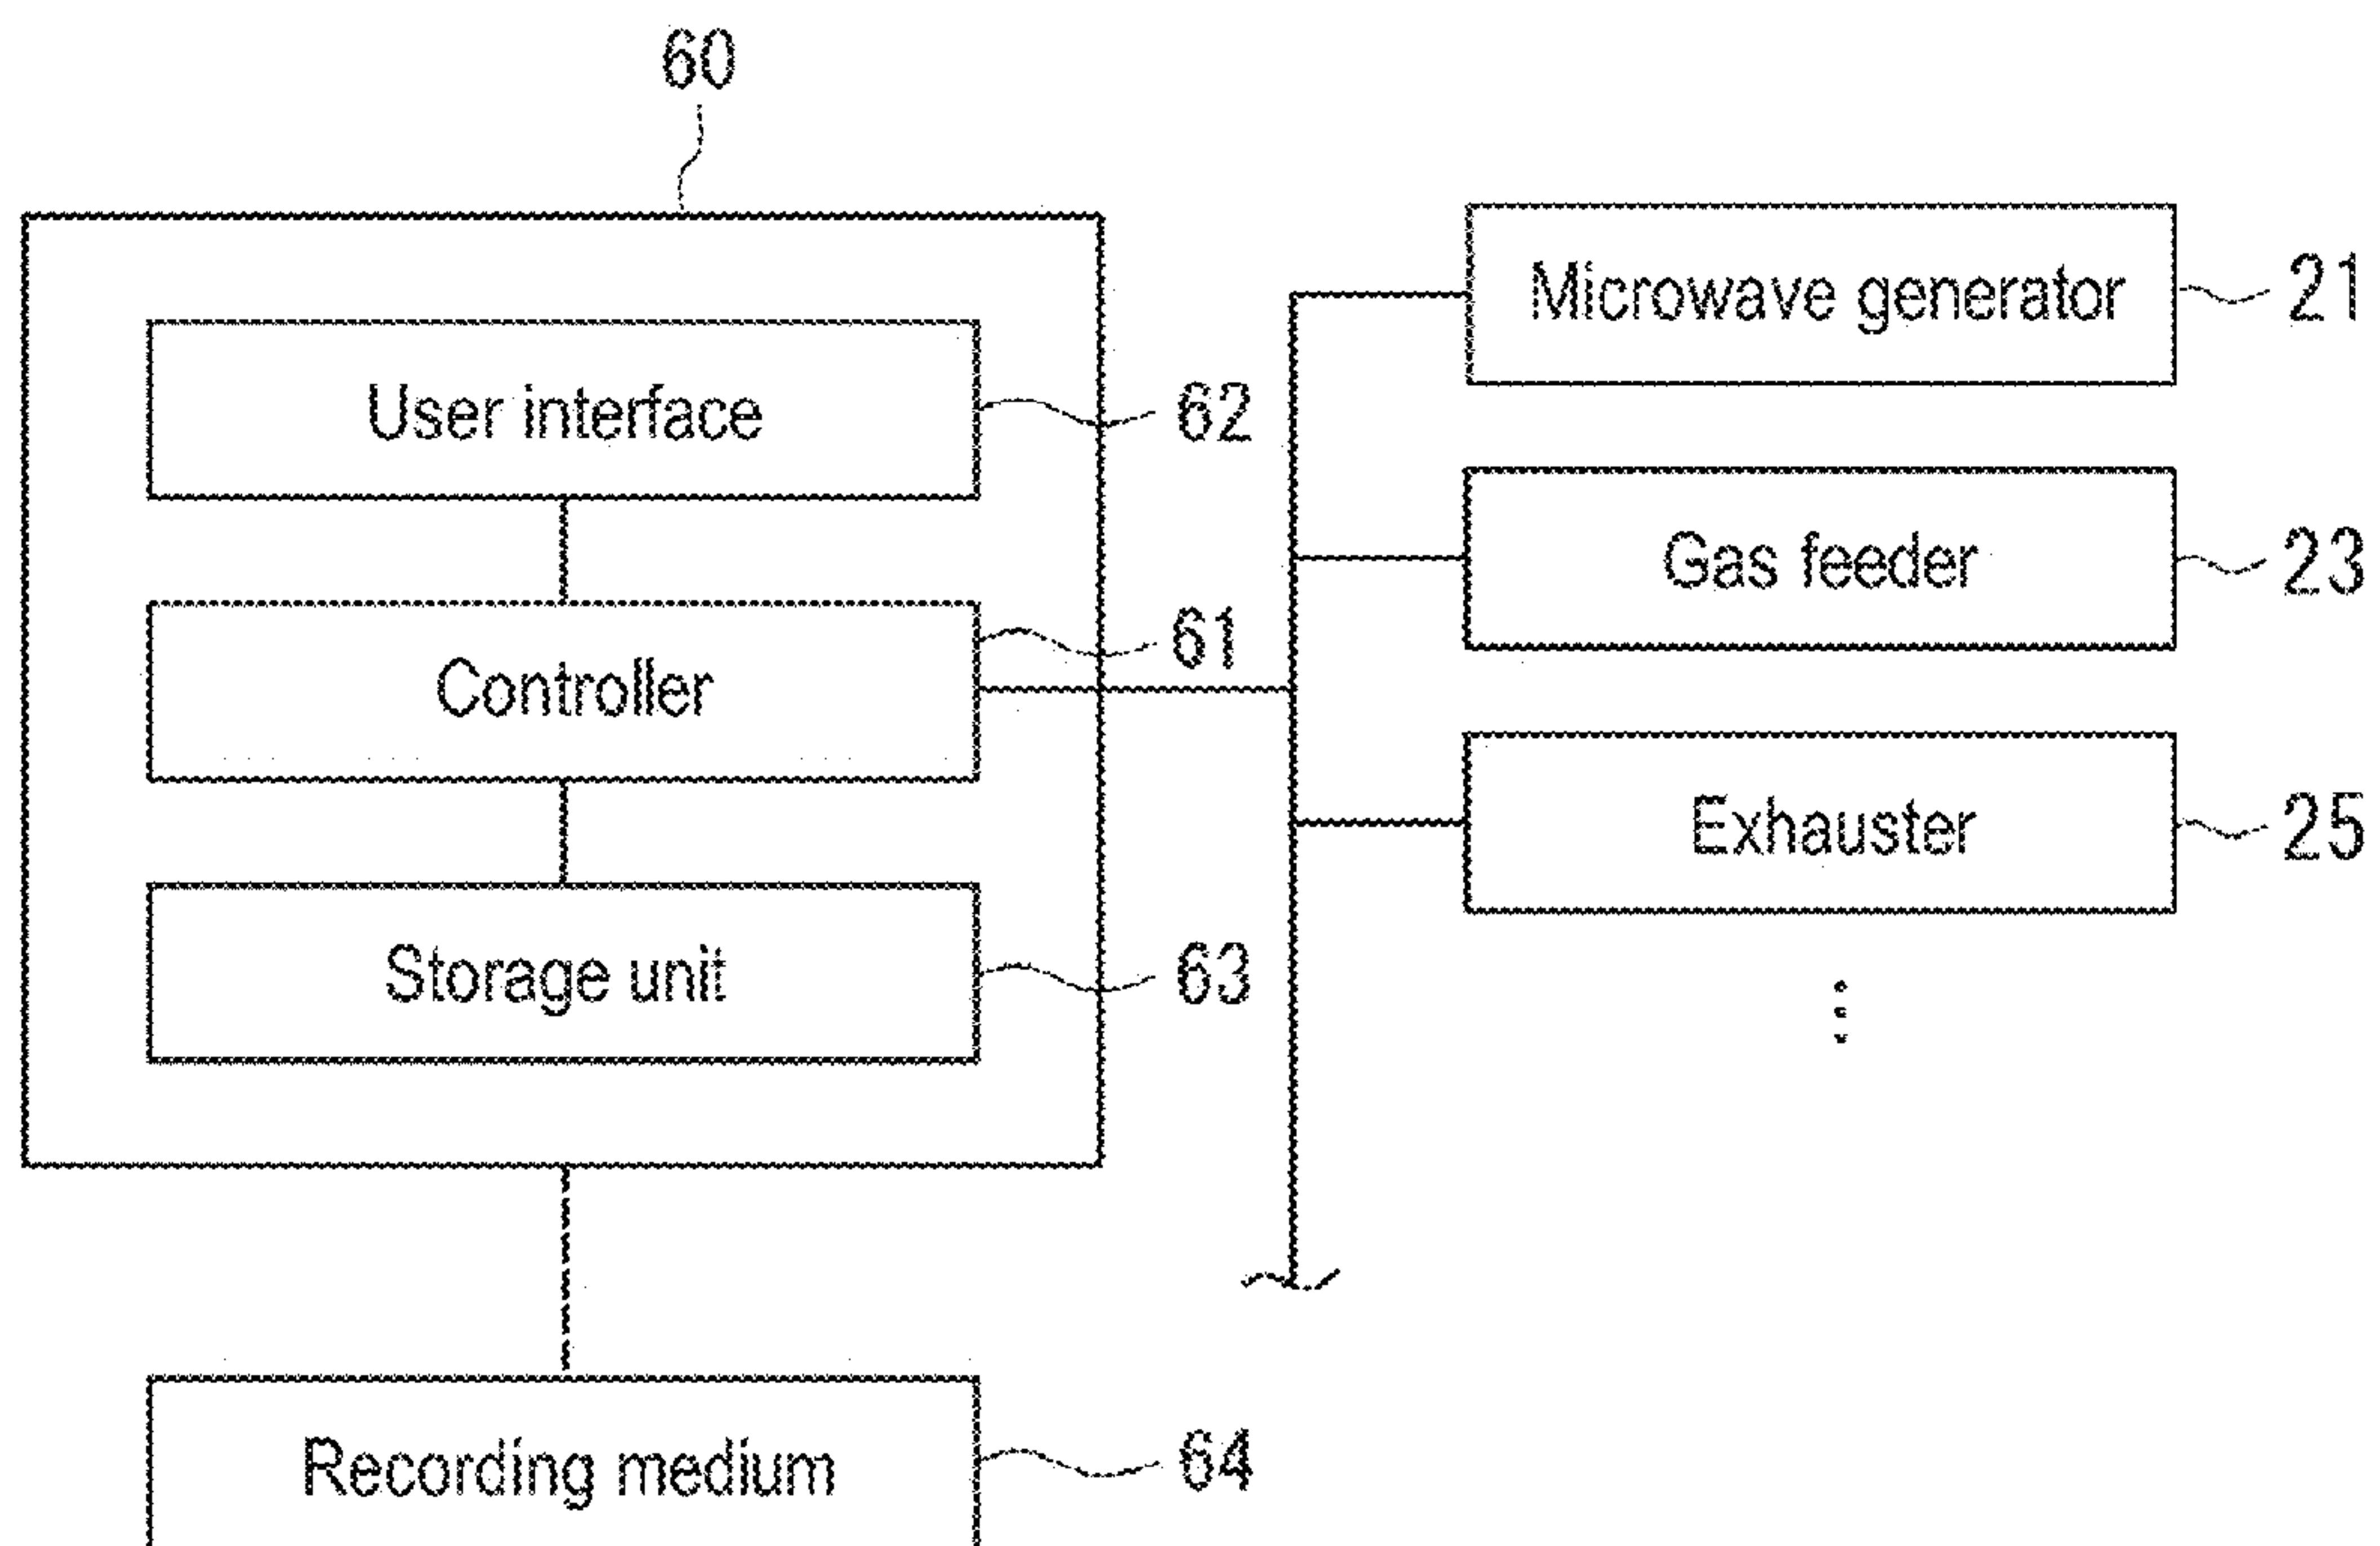 60
User interface
62
Controller
61
Storage unit
63
Recording medium
64
Microwave generator
21
Gas feeder
23
Exhauster
25